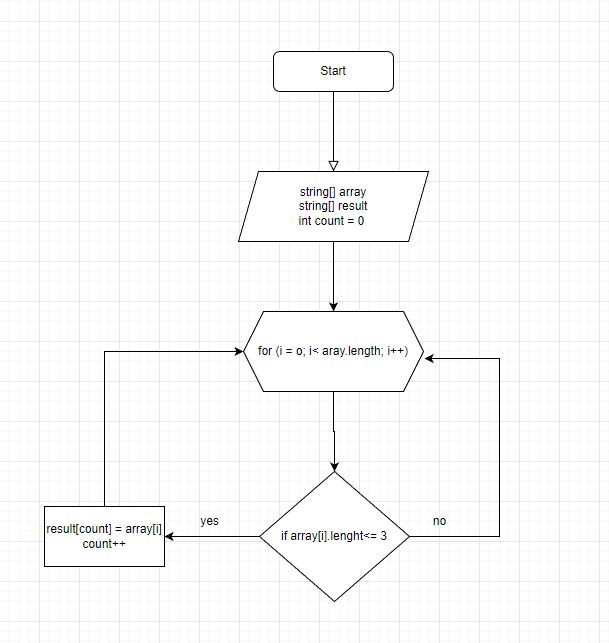 Start
string[] array
string[] result
int count = 0
for (i = o; i< aray.length; i++)
if array[i].lenght<= 3
yes
no
result[count] = array[i]
count++